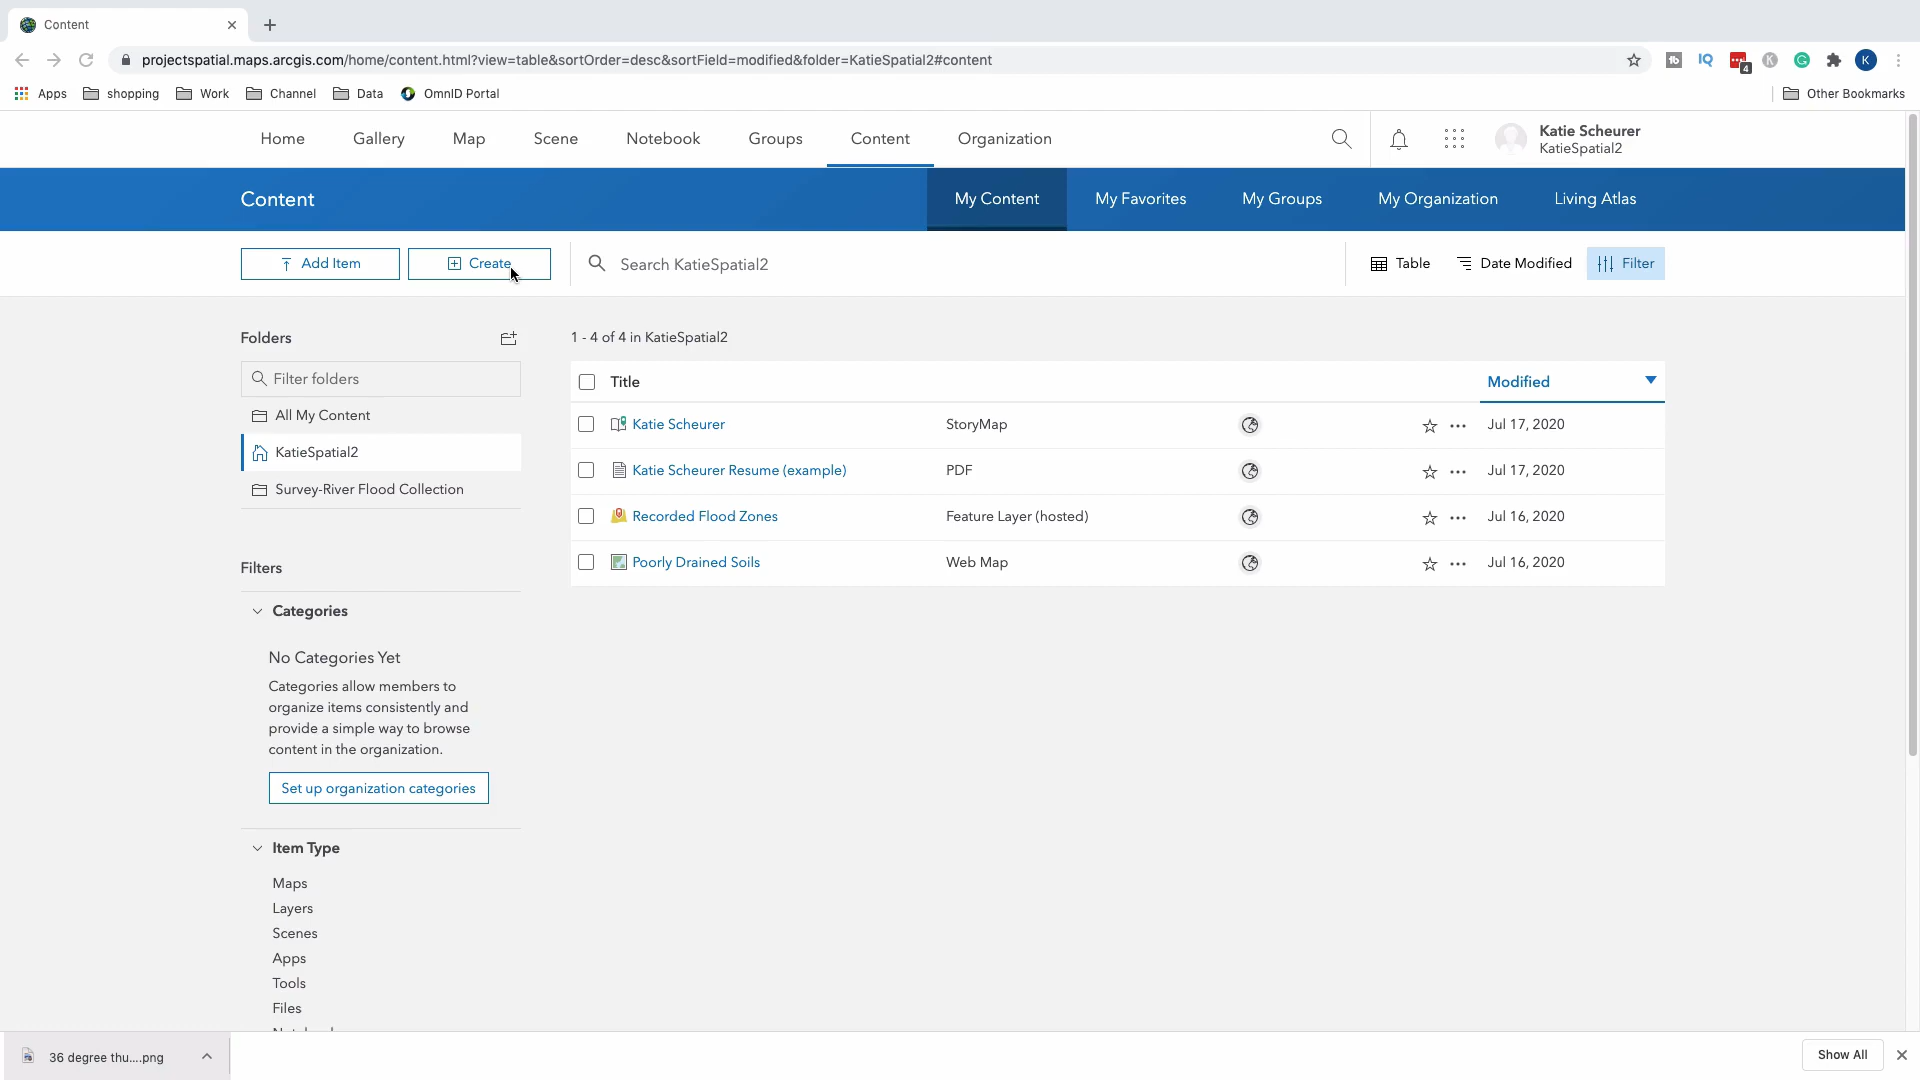 Content
projectspatial.maps.arcgis.com/home/content.html?view=table&sortOrder=desc&sortField=modified&folder=KatieSpatial2#content
IQ
4
K
K
Apps
shopping
Work
Channel
Data
OmnID Portal
Other Bookmarks
Home
Gallery
Map
Scene
Notebook
Groups
Content
Organization
Katie Scheurer
KatieSpatial2
Content
My Content
My Favorites
My Groups
My Organization
Living Atlas
Add Item
Create
Search KatieSpatial2
Table
Date Modified
Filter
Folders
Filter folders
All My Content
KatieSpatial2
Survey-River Flood Collection
1 - 4 of 4 in KatieSpatial2
Title
Modified
Katie Scheurer
StoryMap
Jul 17, 2020
Katie Scheurer Resume (example)
PDF
Jul 17, 2020
Recorded Flood Zones
Feature Layer (hosted)
Jul 16, 2020
Poorly Drained Soils
Web Map
Jul 16, 2020
Filters
Categories
No Categories Yet
Categories allow members to
organize items consistently and
provide a simple way to browse
content in the organization.
Set up organization categories
Item Type
Maps
Layers
Scenes
Apps
Tools
Files
36 degree thu....png
Show All